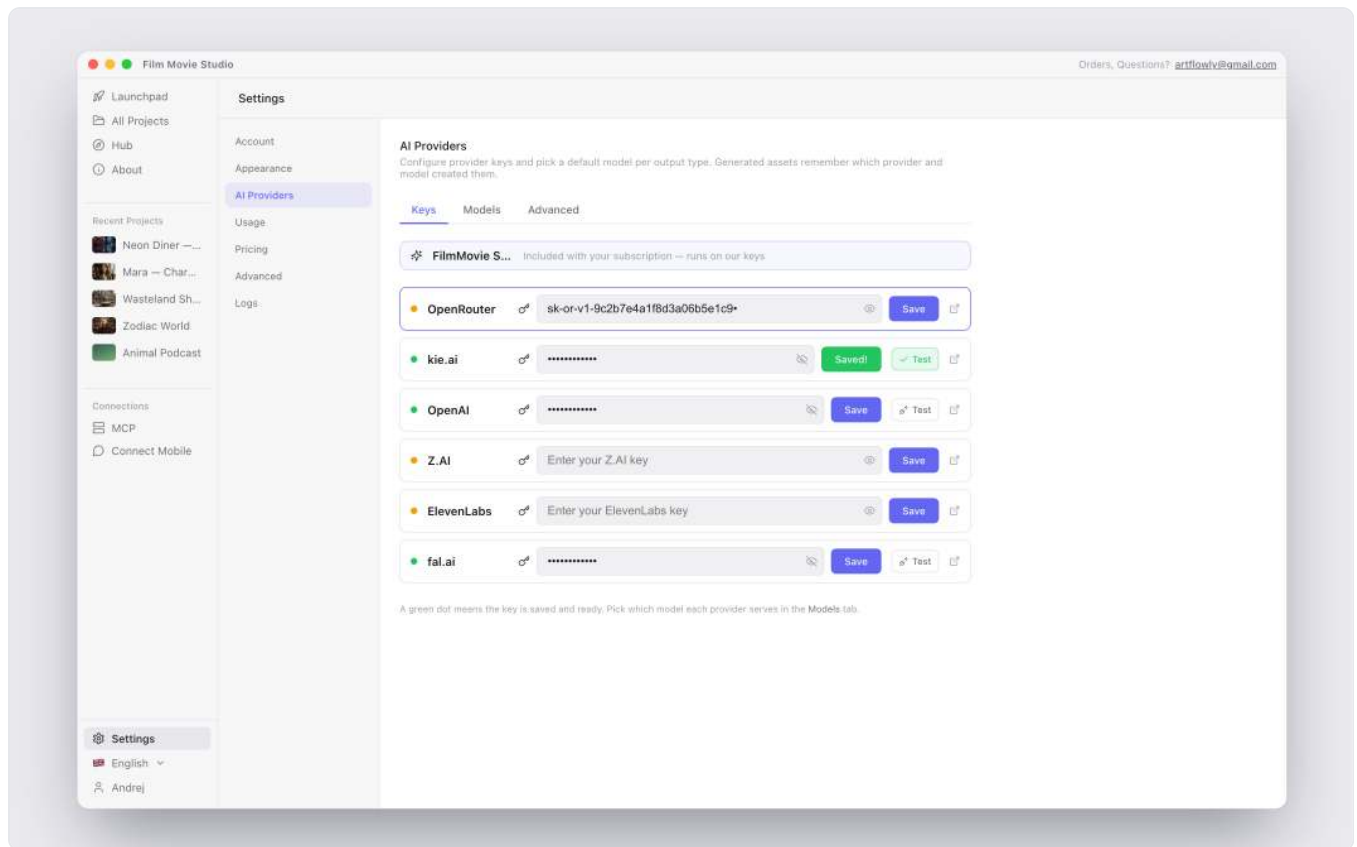 Film Movie Studio
Orders, Questions? artflowlv@gmail.com
Launchpad
All Projects
Hub
About
Recent Projects
Neon Diner —...
Mara — Char...
Wasteland Sh...
Zodiac World
Animal Podcast
Connections
MCP
Connect Mobile
Settings
English
Andrej
Settings
Account
Appearance
AI Providers
Usage
Pricing
Advanced
Logs
AI Providers
Configure provider keys and pick a default model per output type. Generated assets remember which provider and
model created them.
Keys Models Advanced
FilmMovie S... Included with your subscription — runs on our keys
OpenRouter sk-or-v1-9c2b7e4a1f8d3a06b5e1c9• Save
kie.ai •••••••••••• Saved! Test
OpenAI •••••••••••• Save Test
Z.AI Enter your Z.AI key Save
ElevenLabs Enter your ElevenLabs key Save
fal.ai •••••••••••• Save Test
A green dot means the key is saved and ready. Pick which model each provider serves in the Models tab.